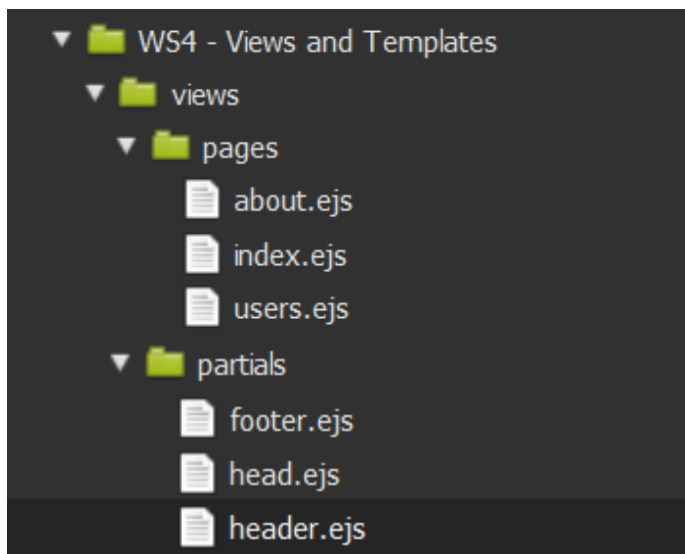 WS4 - Views and Templates
views
pages
about.ejs
index.ejs
users.ejs
partials
footer.ejs
head.ejs
header.ejs